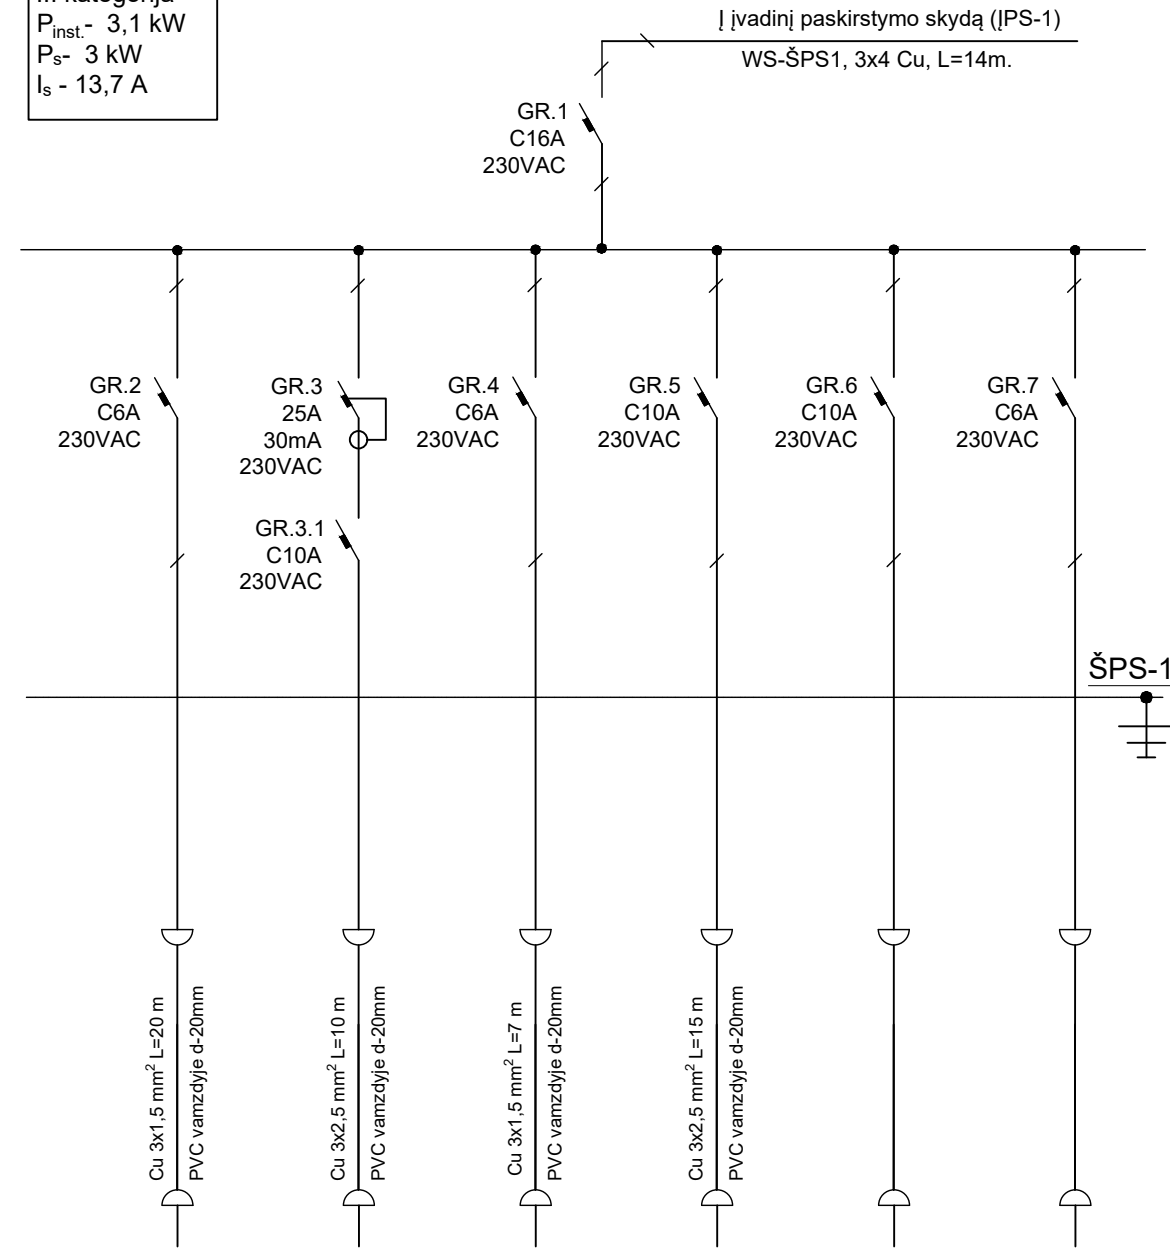 P inst.- 3,1 kW
Ps- 3 kW
Is - 13,7 A
Į įvadinį paskirstymo skydą (ĮPS-1)
WS-ŠPS1, 3x4 Cu, L=14m.
GR.1
C16A
230VAC
GR.2
C6A
230VAC
GR.3
25A
30mA
230VAC
GR.3.1
C10A
230VAC
GR.4
C6A
230VAC
GR.5
C10A
230VAC
GR.6
C10A
230VAC
GR.7
C6A
230VAC
ŠPS-1
Cu 3x1,5 mm² L=20 m
PVC vamzdyje d-20mm
Cu 3x2,5 mm² L=10 m
PVC vamzdyje d-20mm
Cu 3x1,5 mm² L=7 m
PVC vamzdyje d-20mm
Cu 3x2,5 mm² L=15 m
PVC vamzdyje d-20mm